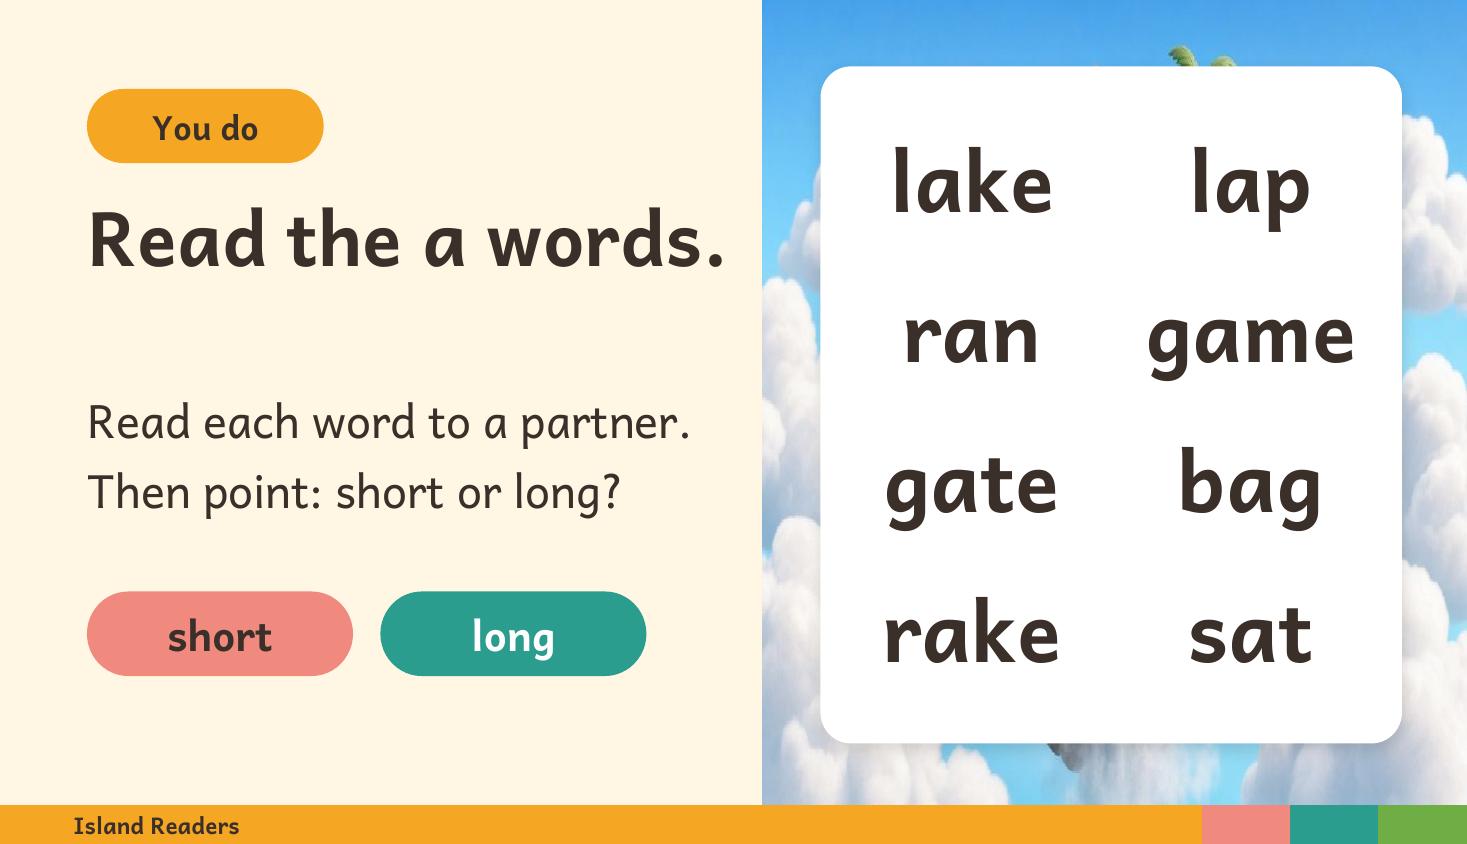 You do
Read the a words.
Read each word to a partner.
Then point: short or long?
short long
lake lap
ran game
gate bag
rake sat
Island Readers